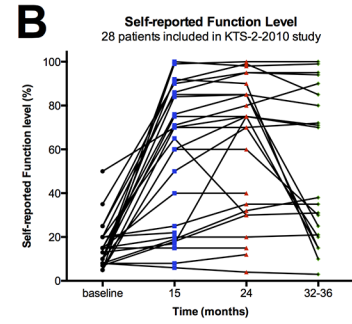 B
Self-reported Function Level
28 patients included in KTS-2-2010 study
Self-reported Function level (%)
100
80
60
40
20
0
baseline
15
24
32-36
Time (months)